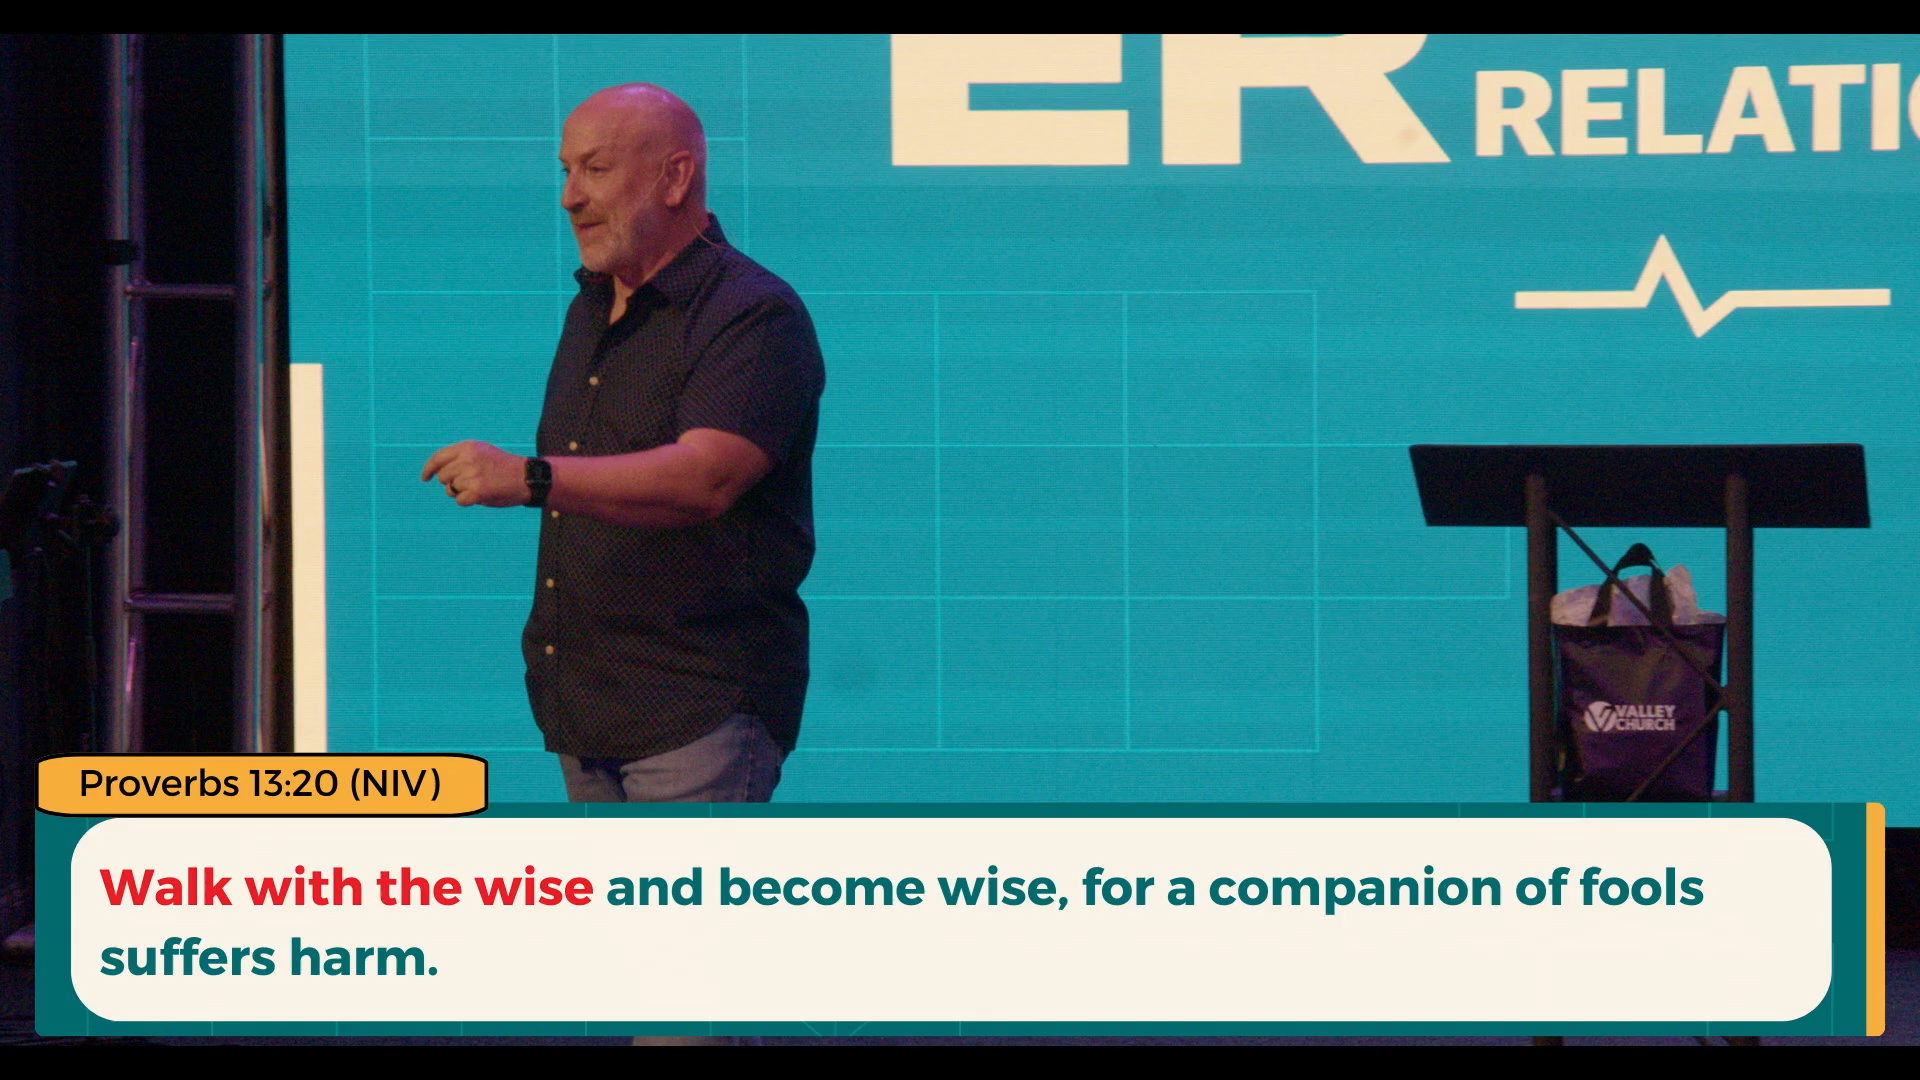 ER
RELATIO
VALLEY
CHURCH
Proverbs 13:20 (NIV)
Walk with the wise and become wise, for a companion of fools
suffers harm.